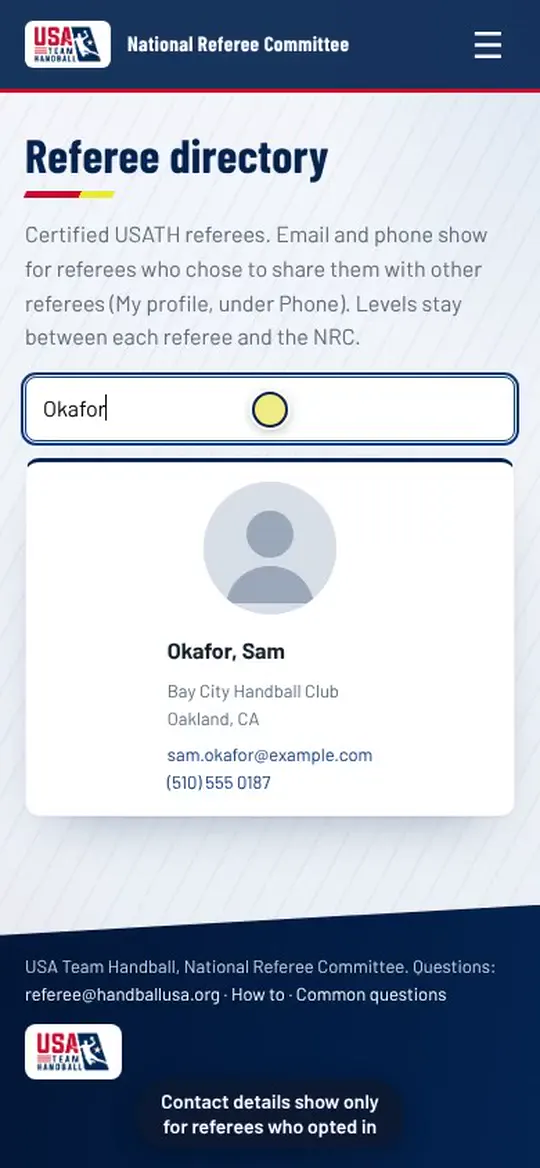 USA
TEAM
HANDBALL
National Referee Committee
Referee directory
Certified USATH referees. Email and phone show
for referees who chose to share them with other
referees (My profile, under Phone). Levels stay
between each referee and the NRC.
Okafor
Okafor, Sam
Bay City Handball Club
Oakland, CA
sam.okafor@example.com
(510) 555 0187
USA Team Handball, National Referee Committee. Questions:
referee@handballusa.org · How to · Common questions
USA
TEAM
HANDBALL
Contact details show only
for referees who opted in